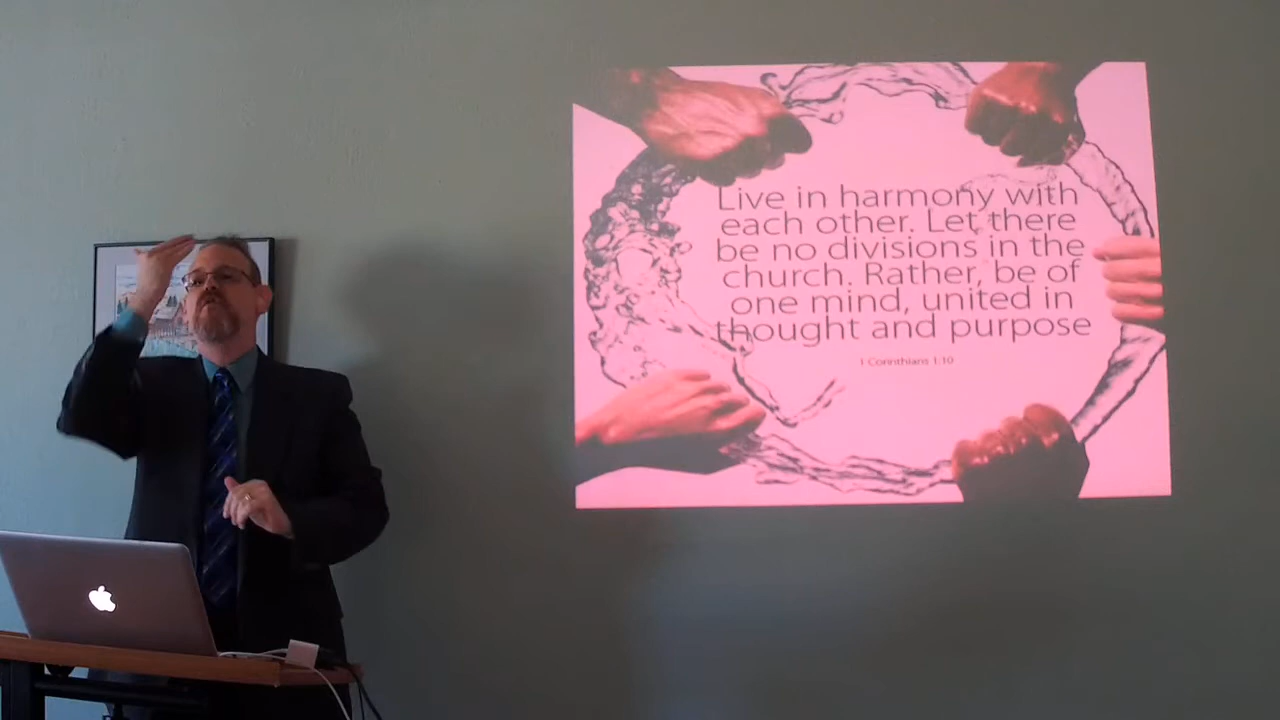 Live in harmony with
each other. Let there
be no divisions in the
church. Rather, be of
one mind, united in
thought and purpose
1 Corinthians 1:10